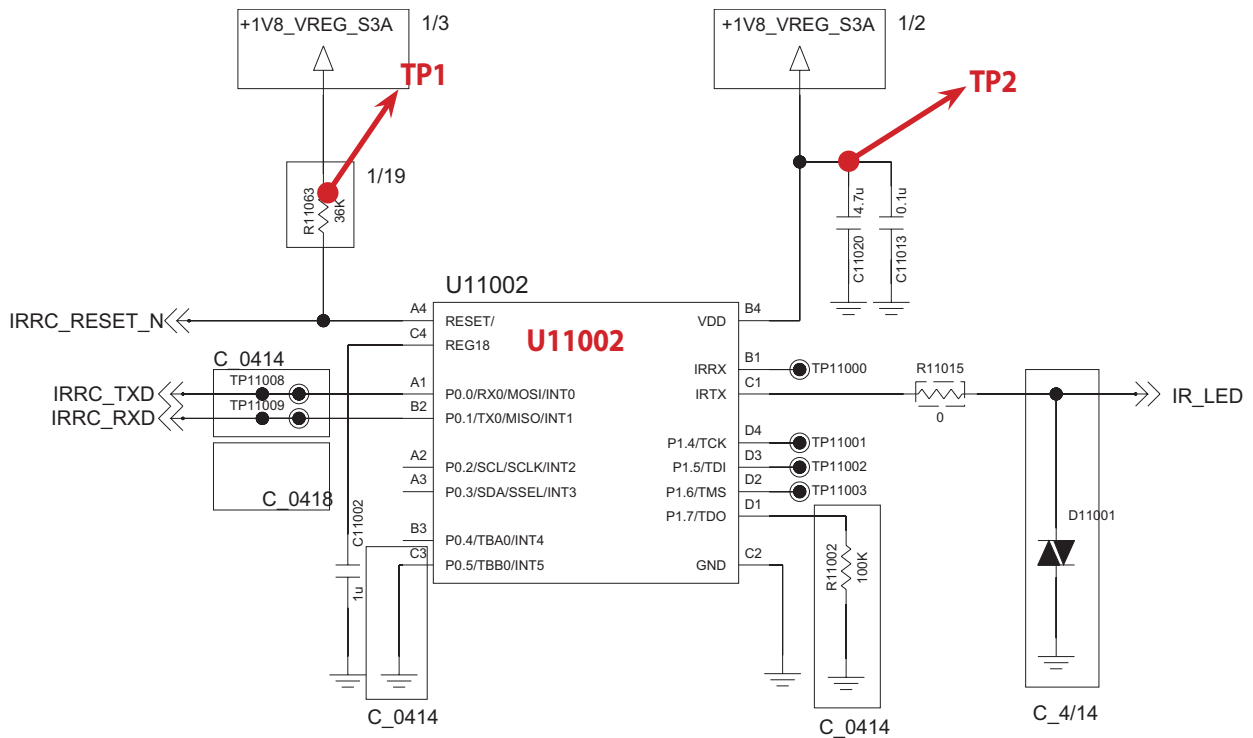 +1V8_VREG_S3A 1/3
+1V8_VREG_S3A 1/2
TP1
TP2
1/19
R11063
36K
4.7u
0.1u
C11020
C11013
U11002
IRRC_RESET_N
A4
RESET/
VDD
B4
C4
REG18
U11002
C_0414
IRRC_TXD
TP11008
A1
P0.0/RX0/MOSI/INT0
IRRC_RXD
TP11009
B2
P0.1/TX0/MISO/INT1
IRRX
B1
TP11000
IRTX
C1
R11015
0
IR_LED
A2
P0.2/SCL/SCLK/INT2
A3
P0.3/SDA/SSEL/INT3
C_0418
P1.4/TCK
D4
TP11001
P1.5/TDI
D3
TP11002
P1.6/TMS
D2
TP11003
P1.7/TDO
D1
C11002
1u
B3
P0.4/TBA0/INT4
C3
P0.5/TBB0/INT5
GND
C2
R11002
100K
D11001
C_0414
C_0414
C_4/14